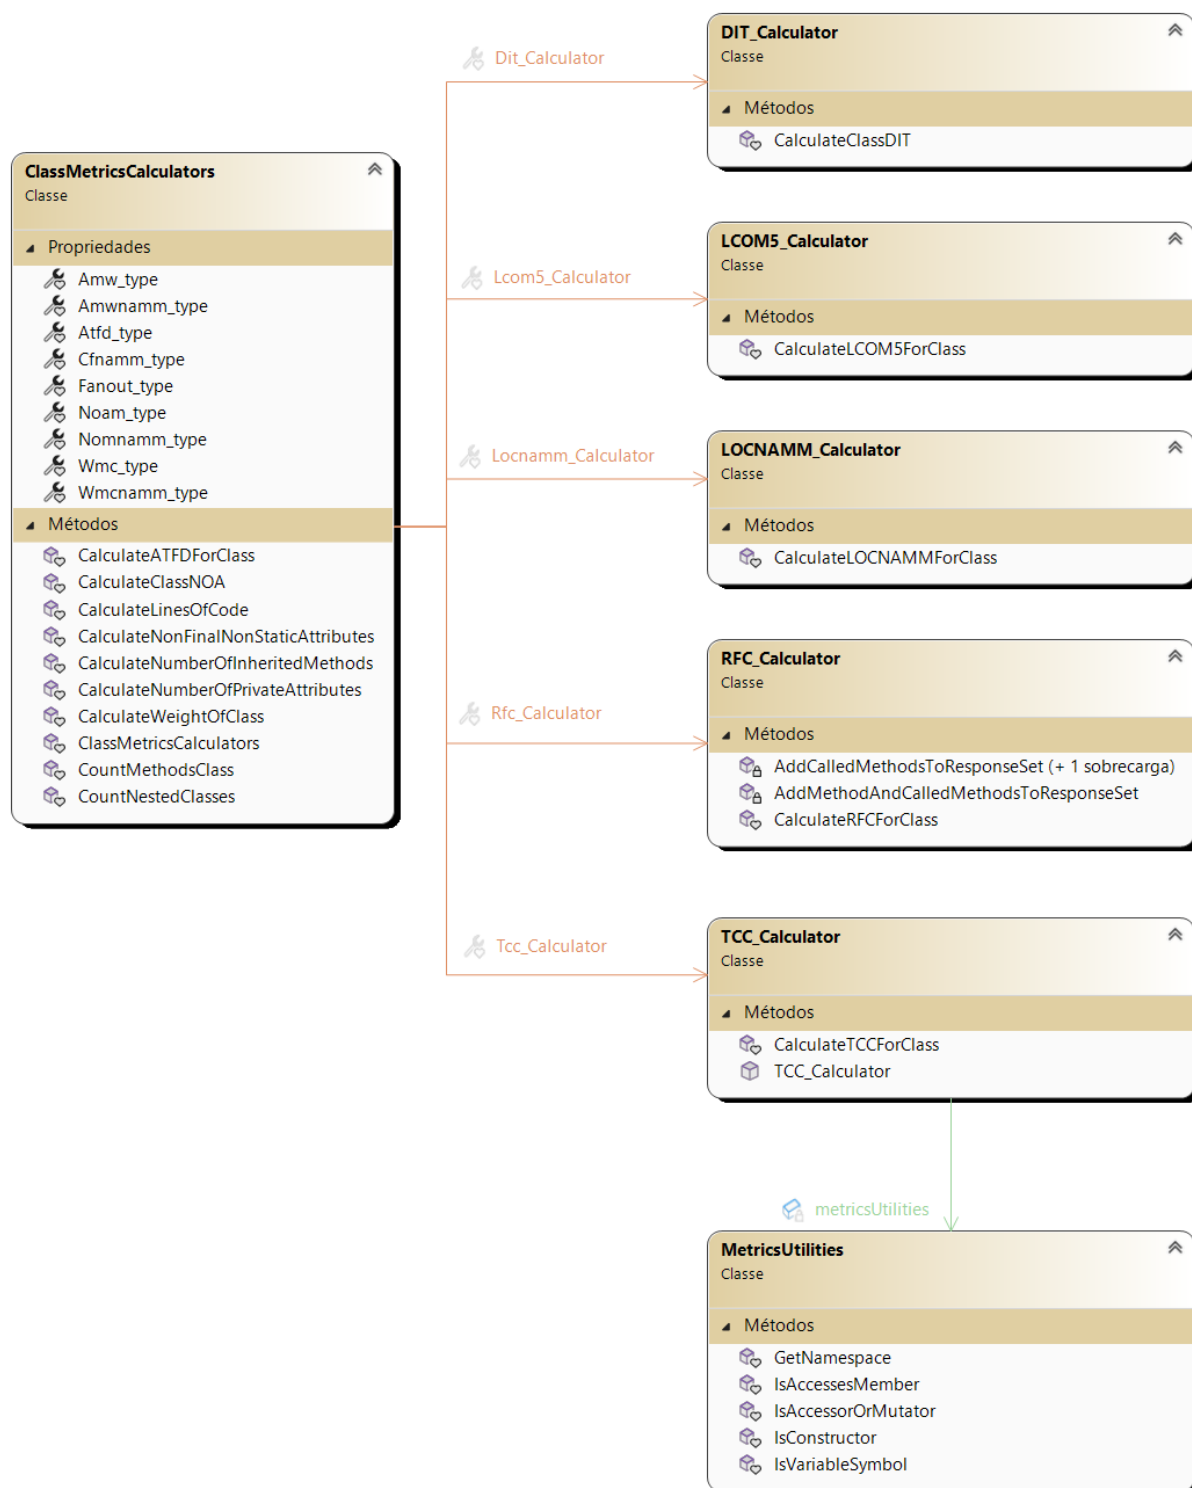 ClassMetricsCalculators
Classe
Propriedades
Amw_type
Amwnamm_type
Atfd_type
Cfnamm_type
Fanout_type
Noam_type
Nomnamm_type
Wmc_type
Wmcnamm_type
Métodos
CalculateATFDForClass
CalculateClassNOA
CalculateLinesOfCode
CalculateNonFinalNonStaticAttributes
CalculateNumberOfInheritedMethods
CalculateNumberOfPrivateAttributes
CalculateWeightOfClass
ClassMetricsCalculators
CountMethodsClass
CountNestedClasses
Dit_Calculator
DIT_Calculator
Classe
Métodos
CalculateClassDIT
Lcom5_Calculator
LCOM5_Calculator
Classe
Métodos
CalculateLCOM5ForClass
Locnamm_Calculator
LOCNAMM_Calculator
Classe
Métodos
CalculateLOCNAMMForClass
Rfc_Calculator
RFC_Calculator
Classe
Métodos
AddCalledMethodsToResponseSet (+ 1 sobrecarga)
AddMethodAndCalledMethodsToResponseSet
CalculateRFCForClass
Tcc_Calculator
TCC_Calculator
Classe
Métodos
CalculateTCCForClass
TCC_Calculator
metricsUtilities
MetricsUtilities
Classe
Métodos
GetNamespace
IsAccessesMember
IsAccessorOrMutator
IsConstructor
IsVariableSymbol